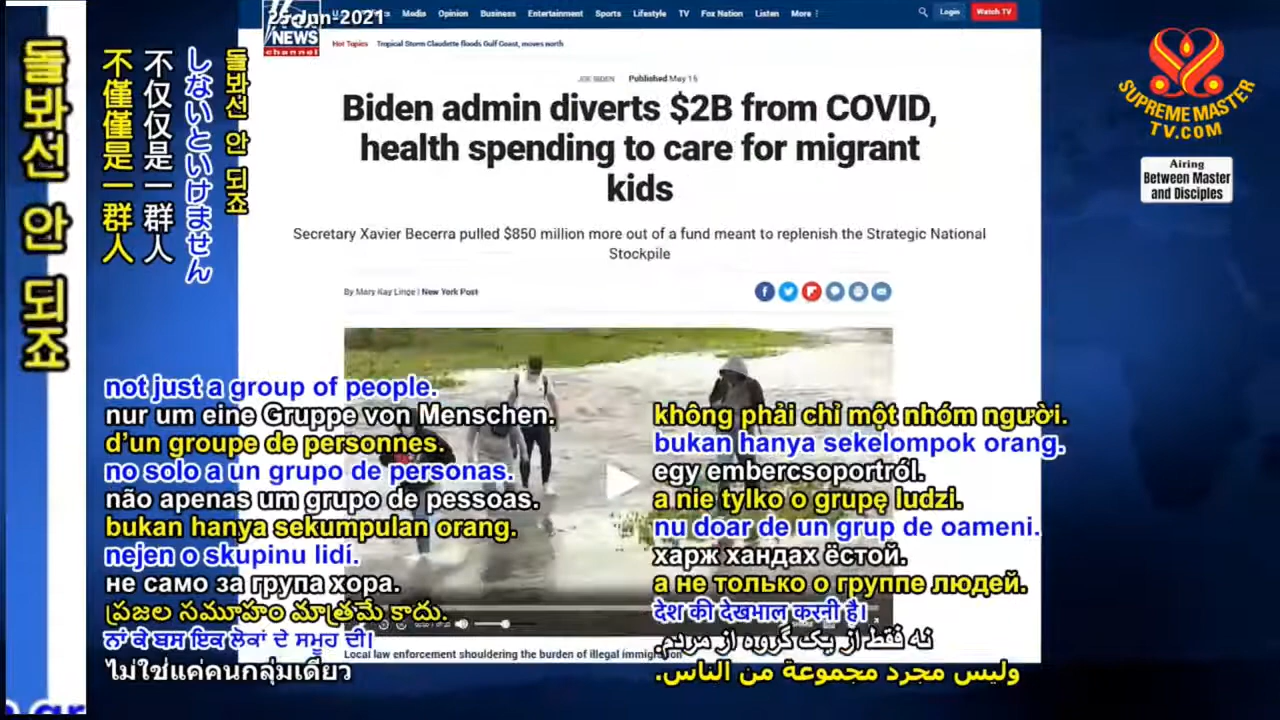 25-Jun-2021
NEWS
channel
Media Opinion Business Entertainment Sports Lifestyle TV Fox Nation Listen More
Login
Watch TV
Hot Topics Tropical Storm Claudette floods Gulf Coast, moves north
JOE BIDEN Published May 15
Biden admin diverts $2B from COVID,
health spending to care for migrant
kids
Secretary Xavier Becerra pulled $850 million more out of a fund meant to replenish the Strategic National
Stockpile
By Mary Kay Linge | New York Post
SUPREME MASTER
TV.COM
Airing
Between Master
and Disciples
돌봐선 안 되죠
不僅僅是一群人
不仅仅是一群人
しないといけません
돌봐선 안 되죠
not just a group of people.
nur um eine Gruppe von Menschen.
d’un groupe de personnes.
no solo a un grupo de personas.
não apenas um grupo de pessoas.
bukan hanya sekumpulan orang.
nejen o skupinu lidí.
не само за група хора.
ప్రజల సమూహం మాత్రమే కాదు.
ਨਾਂ ਕੇ ਬਸ ਇਕ ਲੋਕਾਂ ਦੇ ਸਮੂਹ ਦੀ।
ไม่ใช่แค่คนกลุ่มเดียว
không phải chỉ một nhóm người.
bukan hanya sekelompok orang.
egy embercsoportról.
a nie tylko o grupę ludzi.
nu doar de un grup de oameni.
харж хандах ёстой.
а не только о группе людей.
देश की देखभाल करनी है।
نه فقط از یک گروه از مردم.
وليس مجرد مجموعة من الناس.
Local law enforcement shouldering the burden of illegal immigration